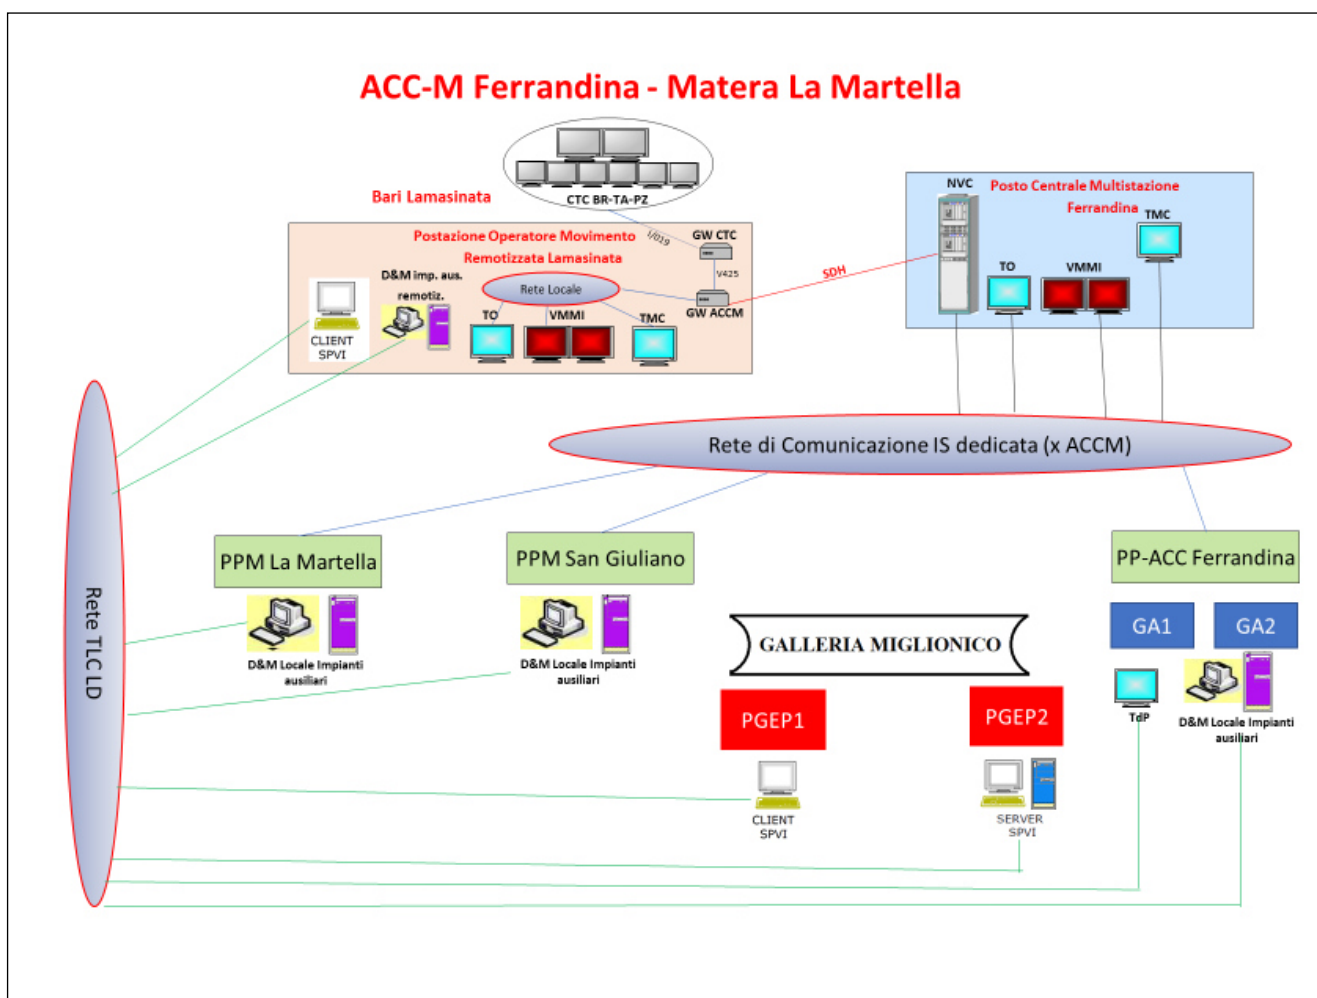 ACC-M Ferrandina - Matera La Martella
CTC BR-TA-PZ
Bari Lamasinata
Postazione Operatore Movimento
Remotizzata Lamasinata
I/019
GW CTC
V425
GW ACCM
D&M imp. aus.
remotiz.
Rete Locale
CLIENT
SPVI
TO
VMMI
TMC
SDH
NVC
Posto Centrale Multistazione
Ferrandina
TMC
TO
VMMI
Rete di Comunicazione IS dedicata (x ACCM)
Rete TLC LD
PPM La Martella
D&M Locale Impianti
ausiliari
PPM San Giuliano
D&M Locale Impianti
ausiliari
PP-ACC Ferrandina
GA1
GA2
TdP
D&M Locale Impianti
ausiliari
GALLERIA MIGLIONICO
PGEP1
PGEP2
CLIENT
SPVI
SERVER
SPVI